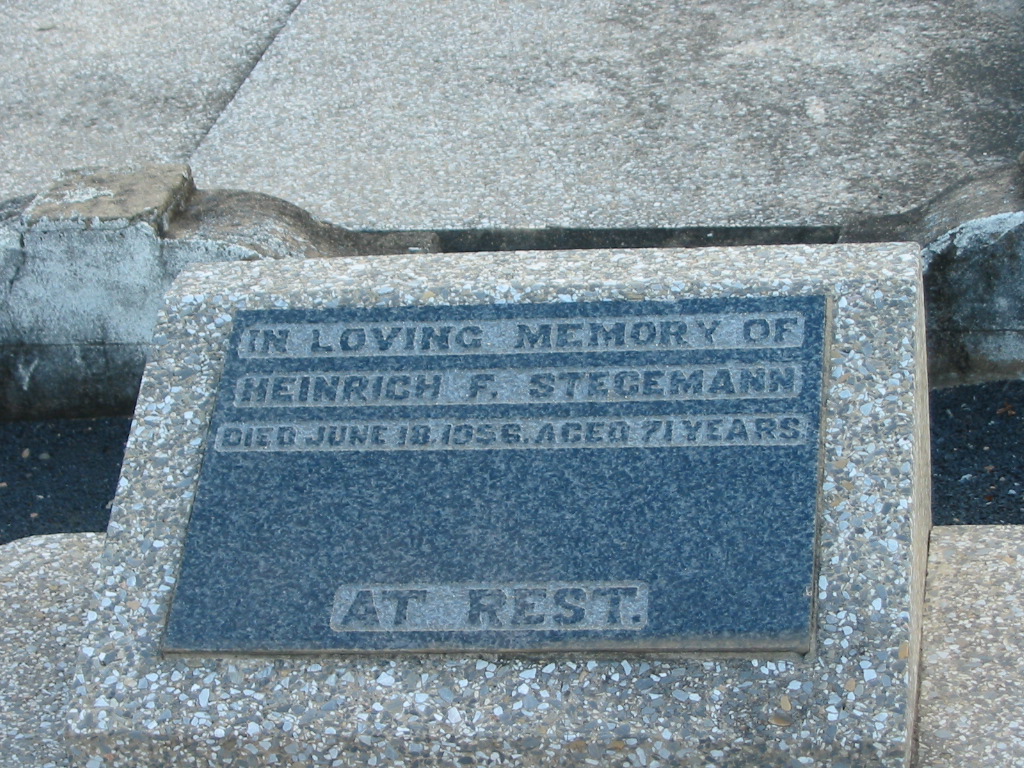 IN LOVING MEMORY OF
HEINRICH F. STEGEMANN
DIED JUNE 18, 1956. AGED 71 YEARS
AT REST.